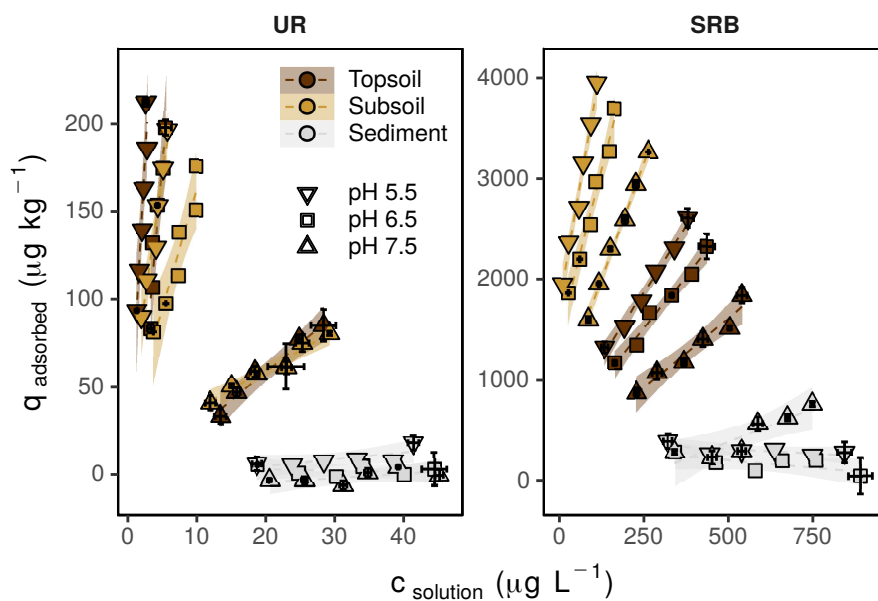 UR
SRB
Topsoil
Subsoil
Sediment
pH 5.5
pH 6.5
pH 7.5
q adsorbed (μg kg⁻¹)
200
150
100
50
0
4000
3000
2000
1000
0
0 10 20 30 40
0 250 500 750
c solution (μg L⁻¹)